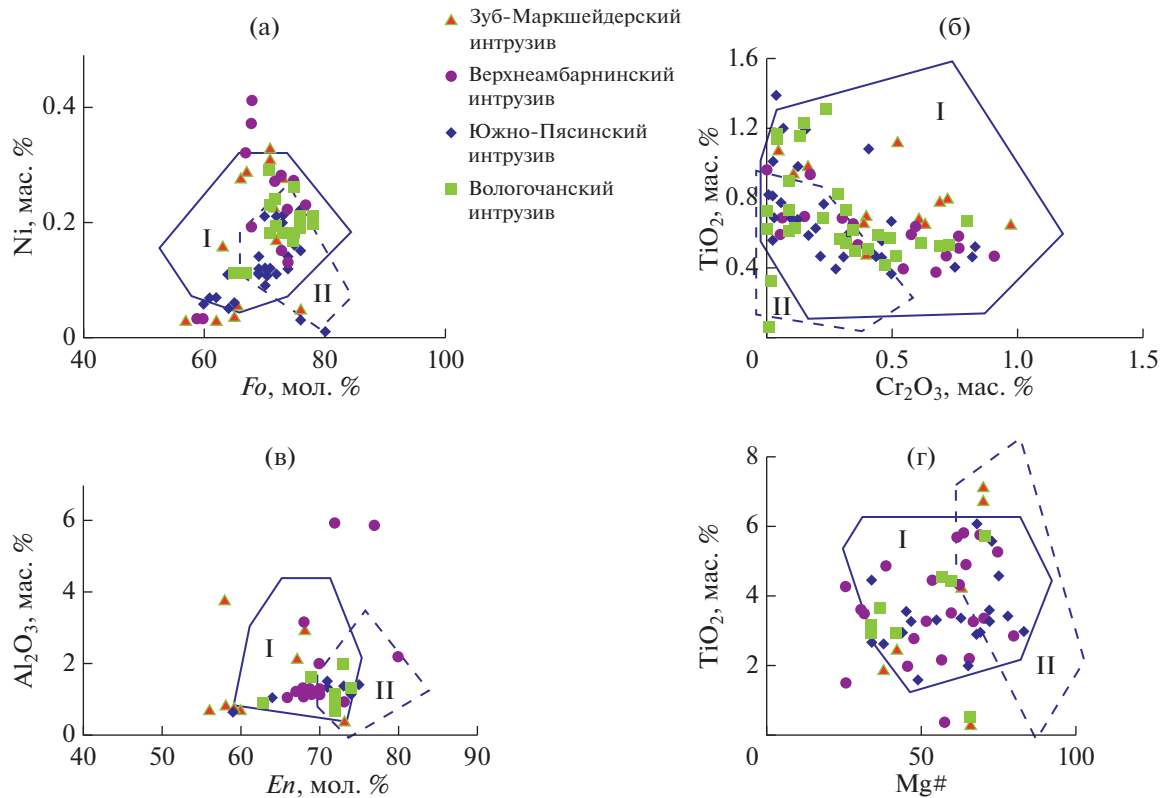 (а)
Ni, мас. %
0.4
0.2
0
40
60
80
100
Fo, мол. %
I
II
Зуб-Маркшейдерский
интрузив
Верхнеамбарнинский
интрузив
Южно-Пясинский
интрузив
Вологочанский
интрузив
(б)
TiO₂, мас. %
1.6
1.2
0.8
0.4
0
0.5
1.0
1.5
Cr₂O₃, мас. %
I
II
(в)
Al₂O₃, мас. %
6
4
2
0
40
50
60
70
80
90
En, мол. %
I
II
(г)
TiO₂, мас. %
8
6
4
2
0
50
100
Mg#
I
II